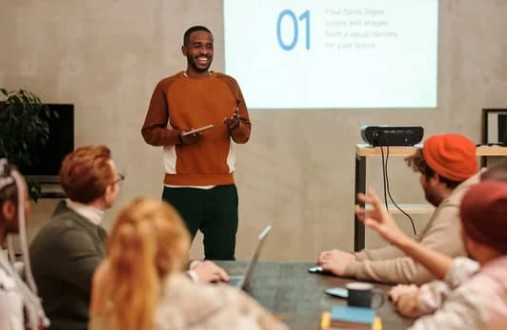 01
Your fonts, logos,
colors and images
form a visual identity
for your brand